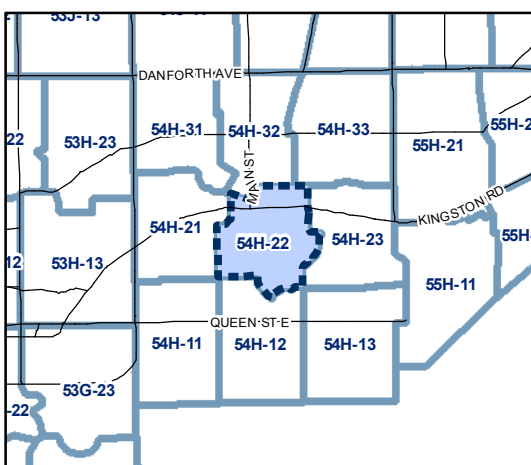 53J-13
DANFORTH AVE
22
53H-23
54H-31
54H-32
54H-33
55H-21
55H-2
MAIN ST
KINGSTON RD
54H-21
54H-22
54H-23
55H-
12
53H-13
55H-11
QUEEN ST E
54H-11
54H-12
54H-13
53G-23
-22